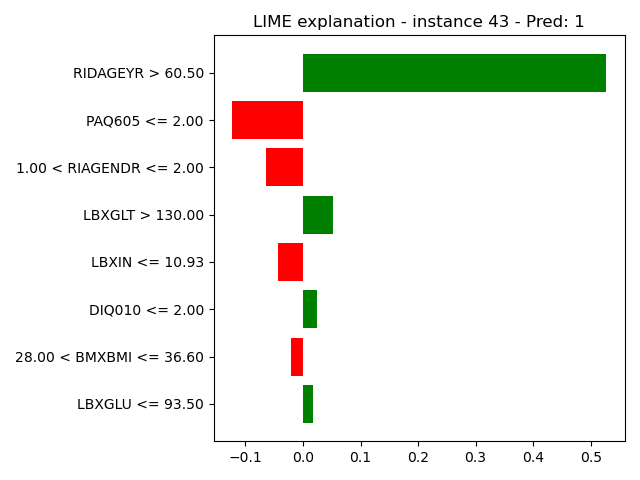 LIME explanation - instance 43 - Pred: 1
RIDAGEYR > 60.50
PAQ605 <= 2.00
1.00 < RIAGENDR <= 2.00
LBXGLT > 130.00
LBXIN <= 10.93
DIQ010 <= 2.00
28.00 < BMXBMI <= 36.60
LBXGLU <= 93.50
−0.1 0.0 0.1 0.2 0.3 0.4 0.5